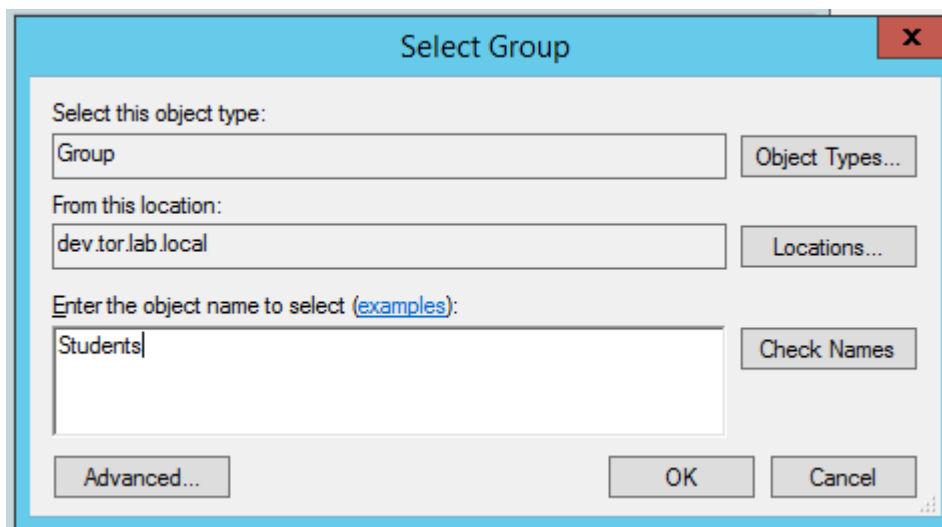 Select Group
x
Select this object type:
Group
Object Types...
From this location:
dev.tor.lab.local
Locations...
Enter the object name to select (examples):
Students
Check Names
Advanced...
OK
Cancel